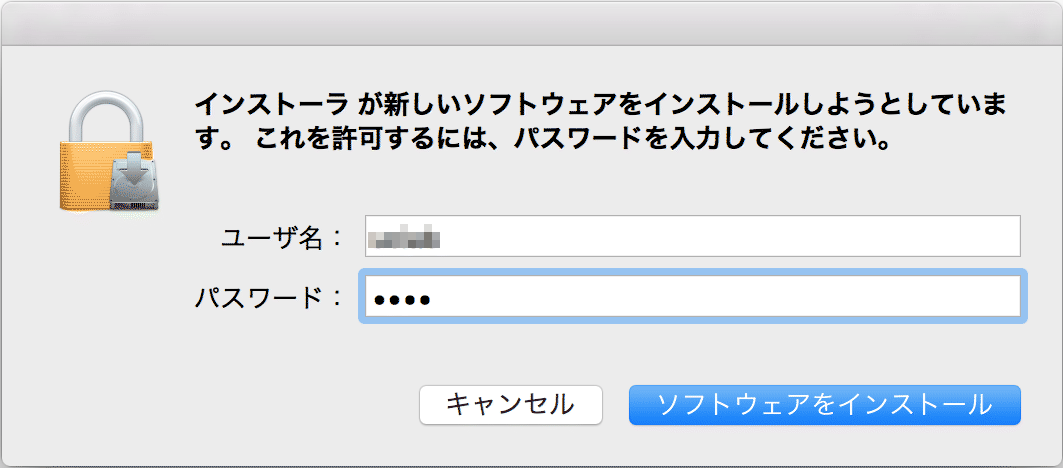 インストーラ が新しいソフトウェアをインストールしようとしていま
す。 これを許可するには、パスワードを入力してください。
ユーザ名：
パスワード： ••••
キャンセル ソフトウェアをインストール